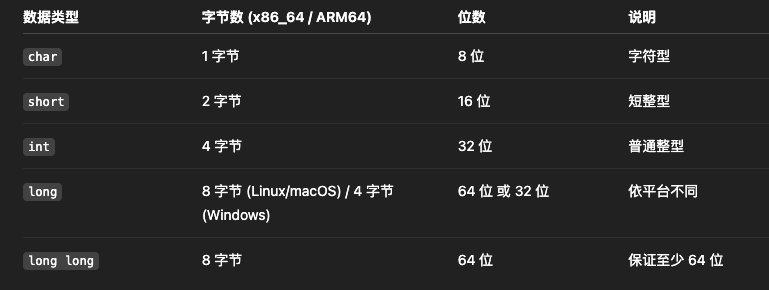 数据类型 字节数 (x86_64 / ARM64) 位数 说明
char 1 字节 8 位 字符型
short 2 字节 16 位 短整型
int 4 字节 32 位 普通整型
long 8 字节 (Linux/macOS) / 4 字节 64 位 或 32 位 依平台不同
(Windows)
long long 8 字节 64 位 保证至少 64 位